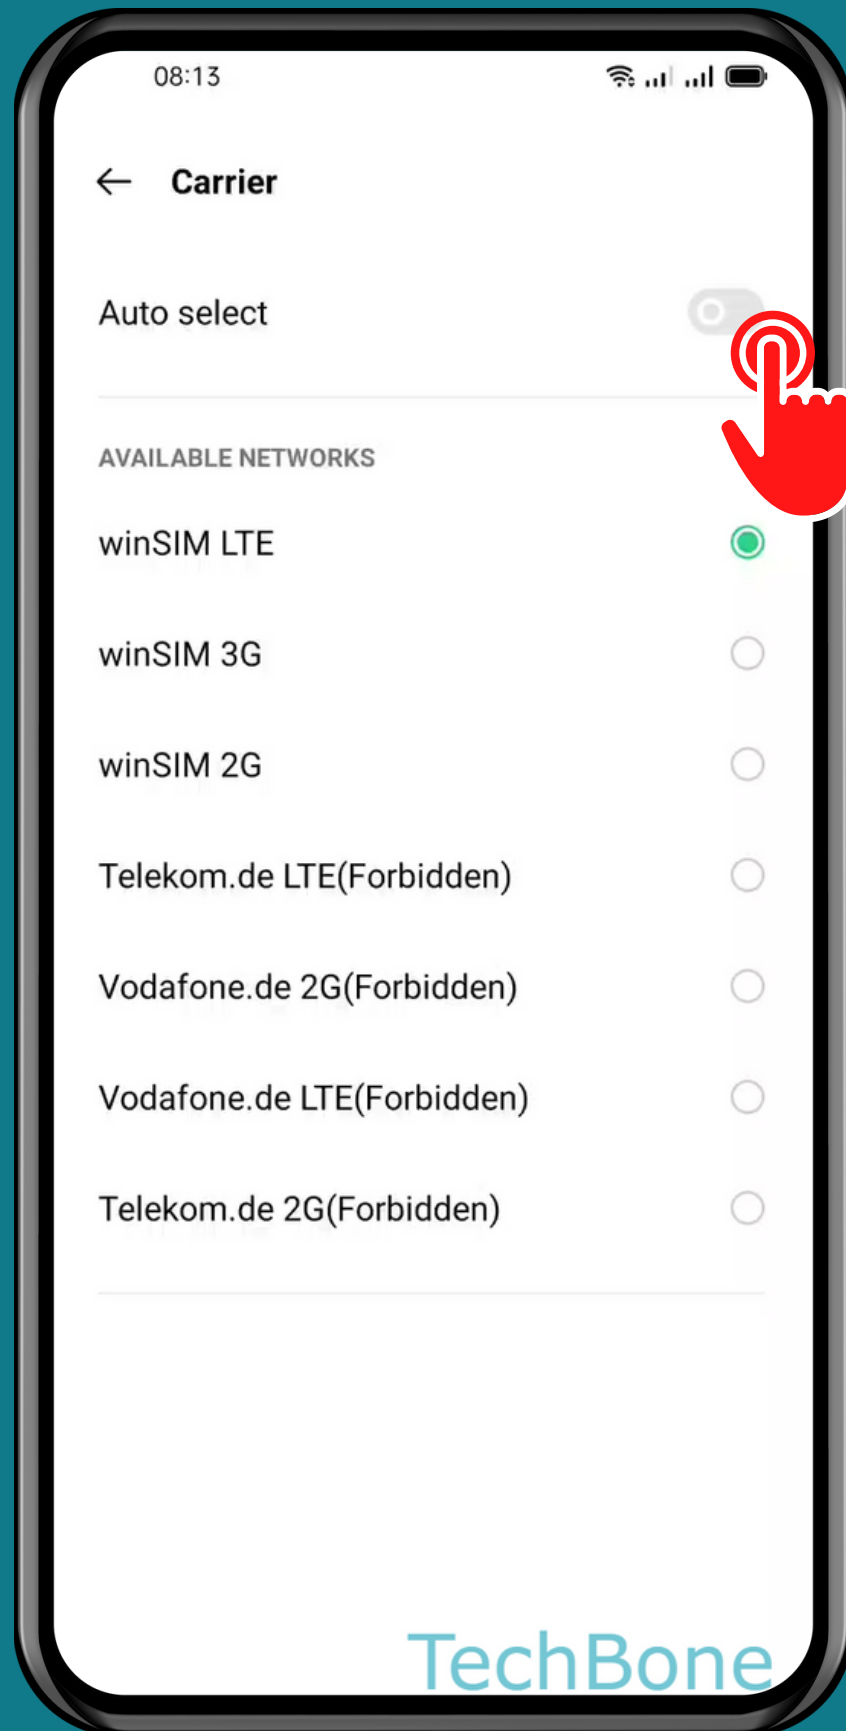 08:13
Carrier
Auto select
AVAILABLE NETWORKS
winSIM LTE
winSIM 3G
winSIM 2G
Telekom.de LTE(Forbidden)
Vodafone.de 2G(Forbidden)
Vodafone.de LTE(Forbidden)
Telekom.de 2G(Forbidden)
TechBone